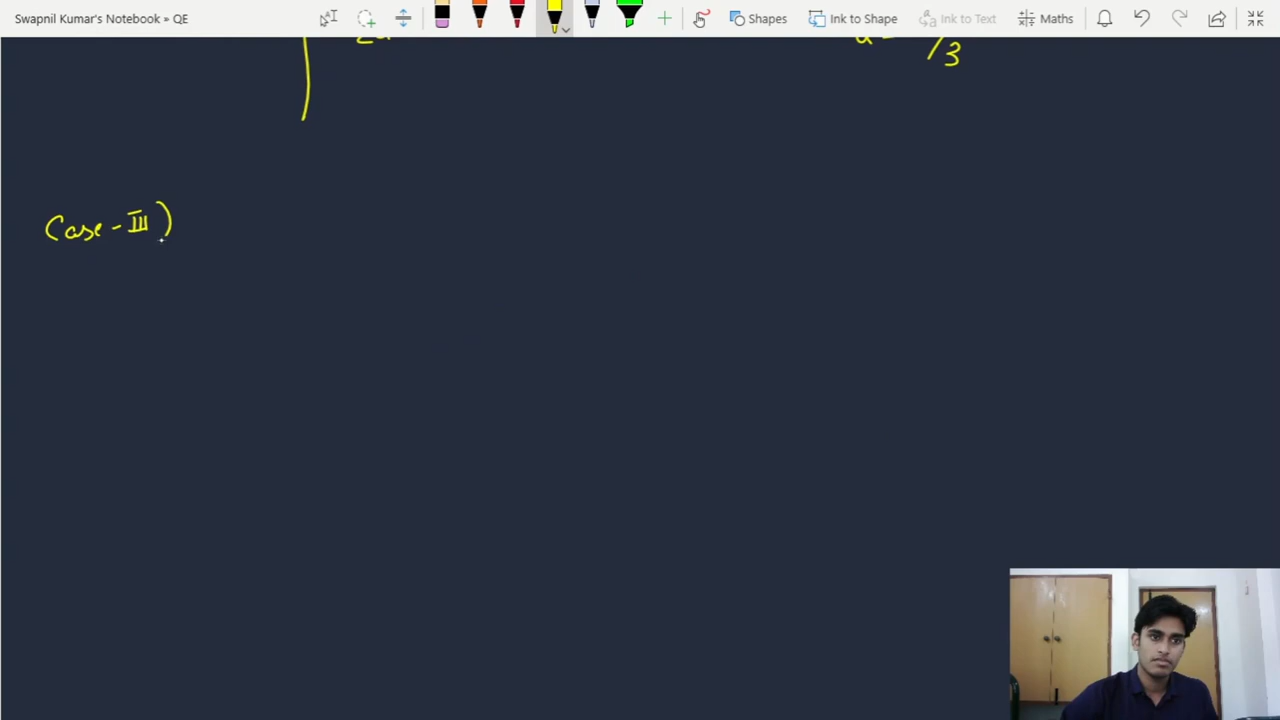 Swapnil Kumar's Notebook » QE
Shapes
Ink to Shape
Ink to Text
Maths
/3
Case - III)